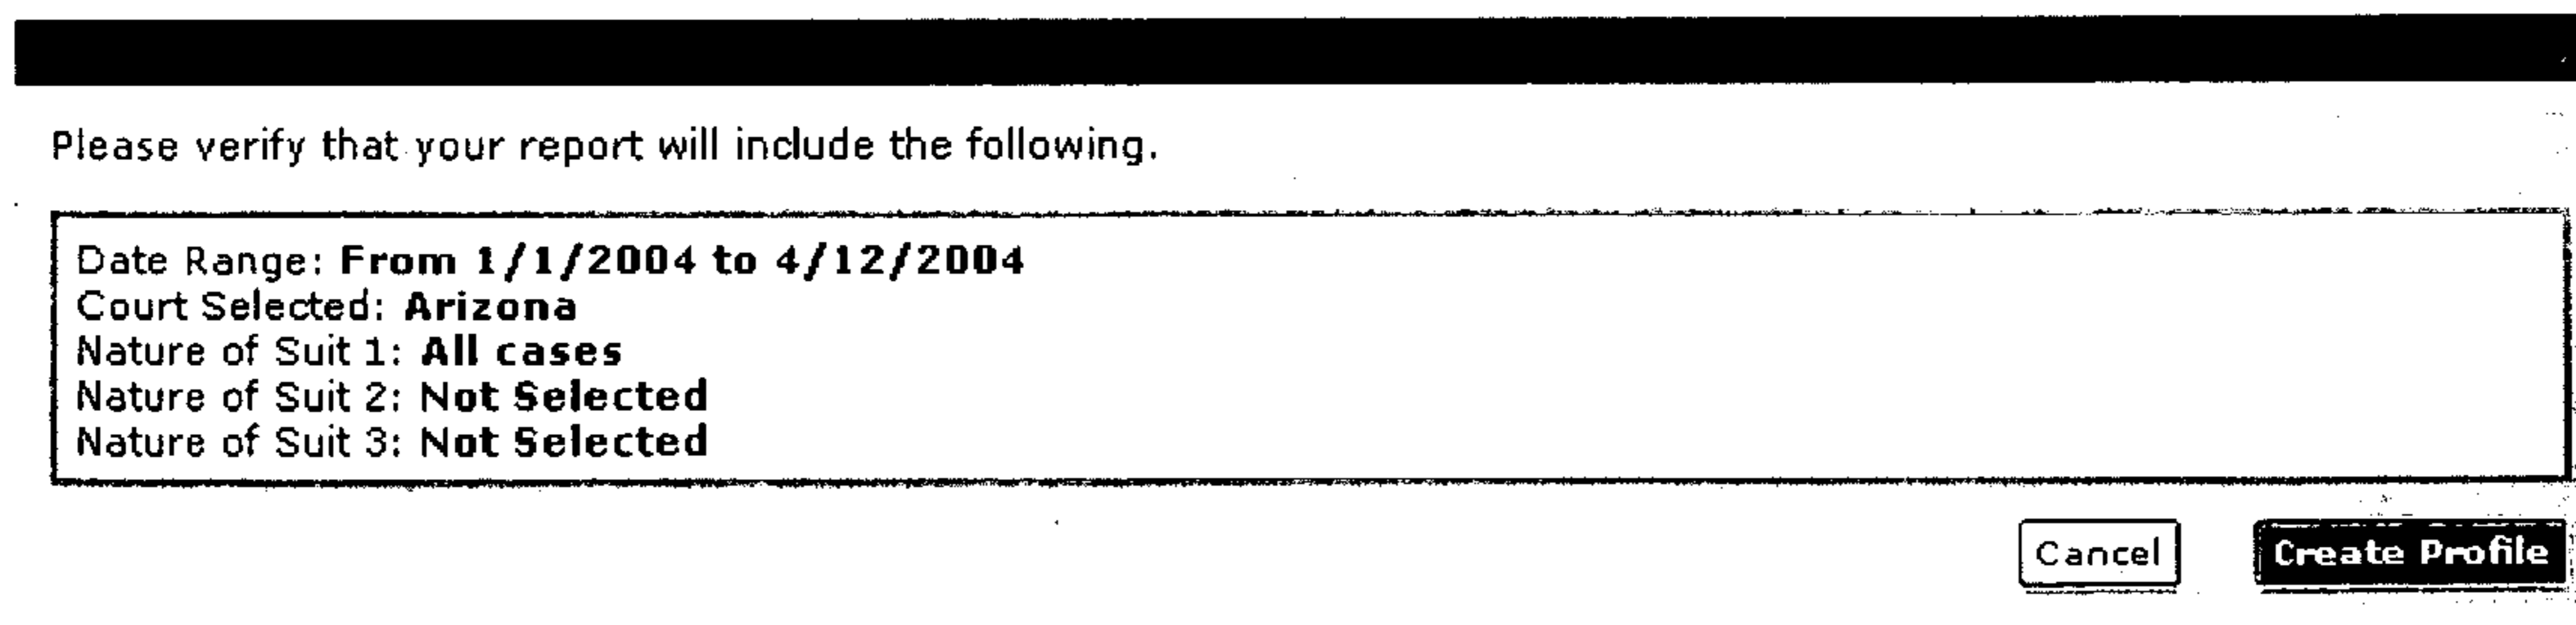 Please verify that your report will include the following.
Date Range: From 1/1/2004 to 4/12/2004
Court Selected: Arizona
Nature of Suit 1: All cases
Nature of Suit 2: Not Selected
Nature of Suit 3: Not Selected
Cancel
Create Profile